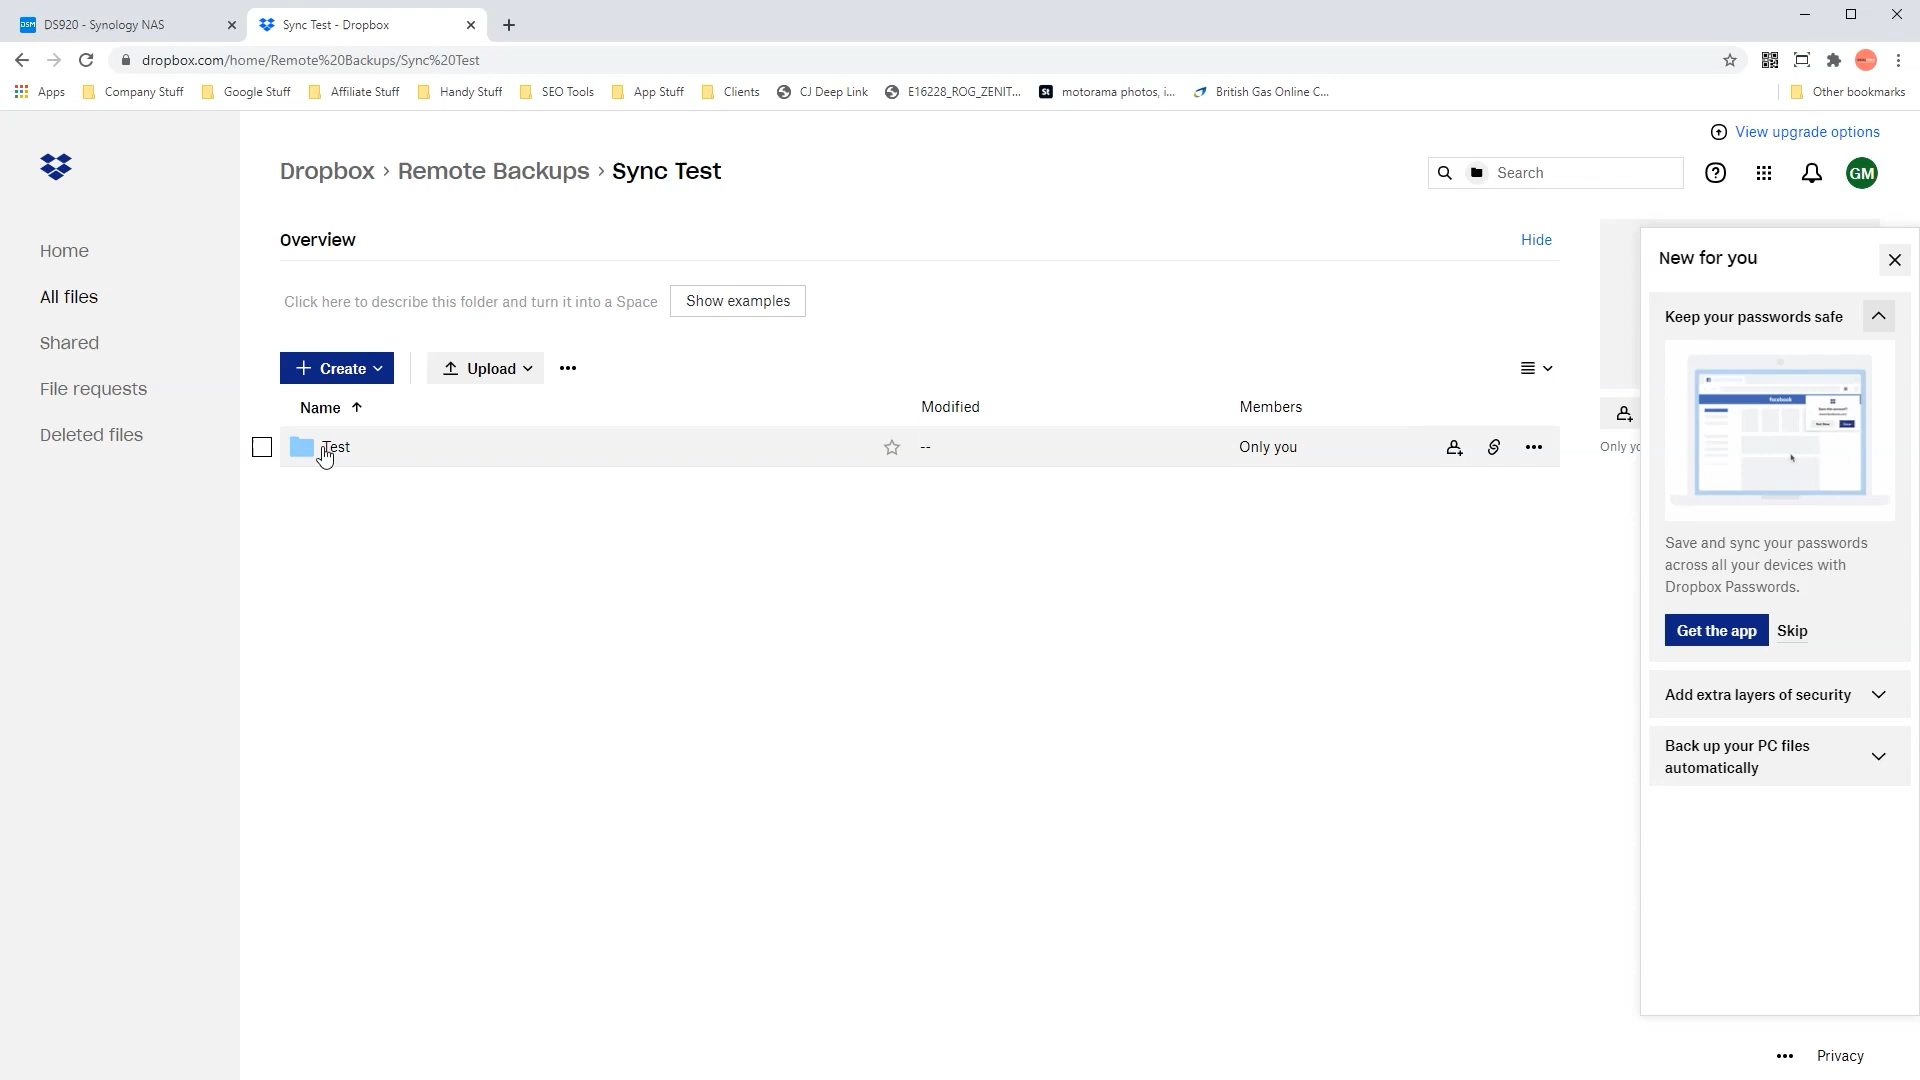 DSM DS920 - Synology NAS
Sync Test - Dropbox
dropbox.com/home/Remote%20Backups/Sync%20Test
Apps Company Stuff Google Stuff Affiliate Stuff Handy Stuff SEO Tools App Stuff Clients CJ Deep Link E16228_ROG_ZENIT... St motorama photos, i... British Gas Online C... Other bookmarks
View upgrade options
Dropbox › Remote Backups › Sync Test
Search
GM
Home
All files
Shared
File requests
Deleted files
Overview
Hide
Click here to describe this folder and turn it into a Space
Show examples
Create
Upload
Name Modified Members
Test -- Only you
Only yo
New for you
Keep your passwords safe
facebook
Save and sync your passwords
across all your devices with
Dropbox Passwords.
Get the app Skip
Add extra layers of security
Back up your PC files
automatically
Privacy